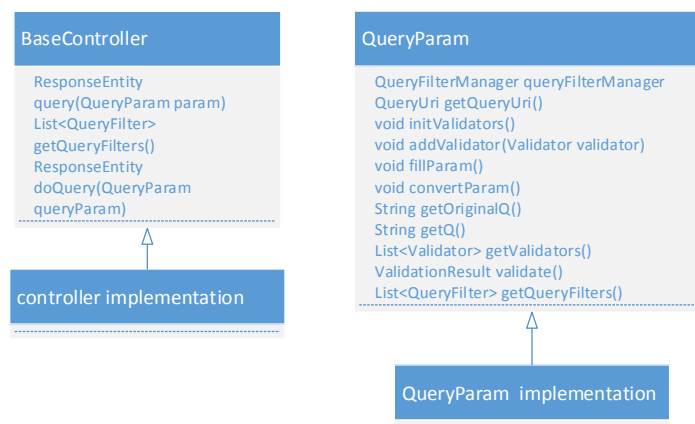 BaseController
ResponseEntity
query(QueryParam param)
List<QueryFilter>
getQueryFilters()
ResponseEntity
doQuery(QueryParam
queryParam)
controller implementation
QueryParam
QueryFilterManager queryFilterManager
QueryUri getQueryUri()
void initValidators()
void addValidator(Validator validator)
void fillParam()
void convertParam()
String getOriginalQ()
String getQ()
List<Validator> getValidators()
ValidationResult validate()
List<QueryFilter> getQueryFilters()
QueryParam implementation